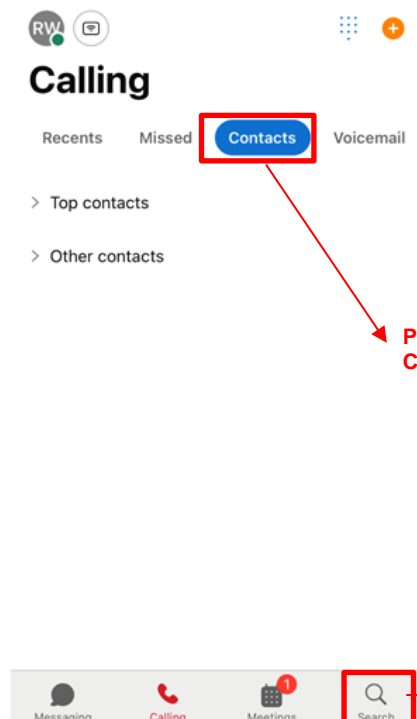 RW
Calling
Recents Missed Contacts Voicemail
> Top contacts
> Other contacts
P
C
1
Messaging Calling Meetings Search